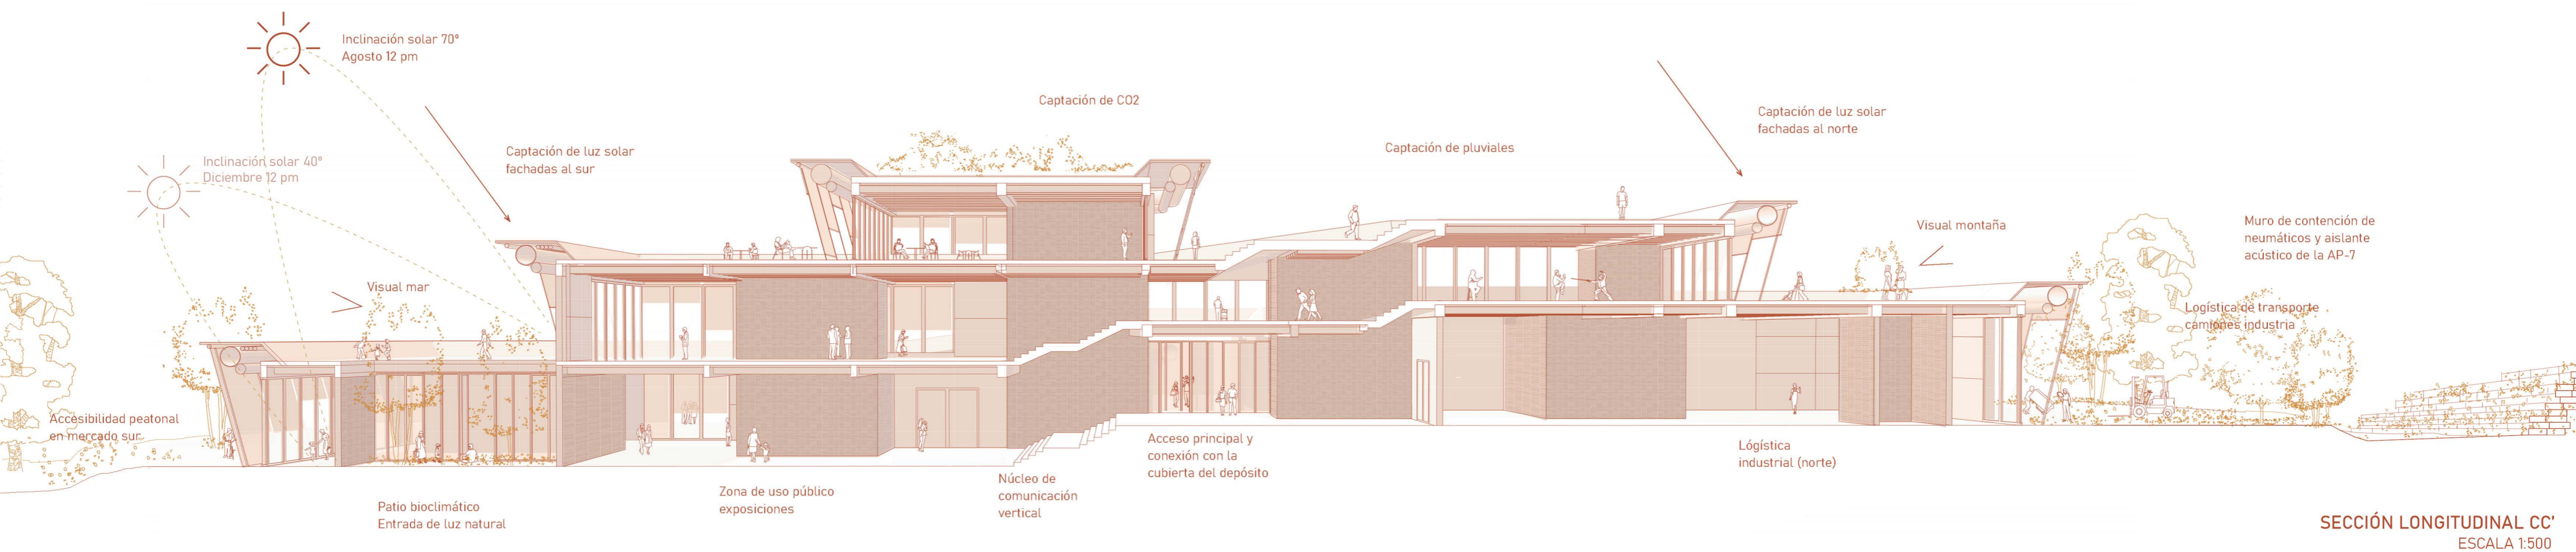 Inclinación solar 70°
Agosto 12 pm
Inclinación solar 40°
Diciembre 12 pm
Captación de luz solar
fachadas al sur
Captación de CO2
Captación de pluviales
Captación de luz solar
fachadas al norte
Visual mar
Visual montaña
Muro de contención de
neumáticos y aislante
acústico de la AP-7
Logística de transporte
camiones industria
Accesibilidad peatonal
en mercado sur
Patio bioclimático
Entrada de luz natural
Zona de uso público
exposiciones
Núcleo de
comunicación
vertical
Acceso principal y
conexión con la
cubierta del depósito
Lógística
industrial (norte)
SECCIÓN LONGITUDINAL CC'
ESCALA 1:500